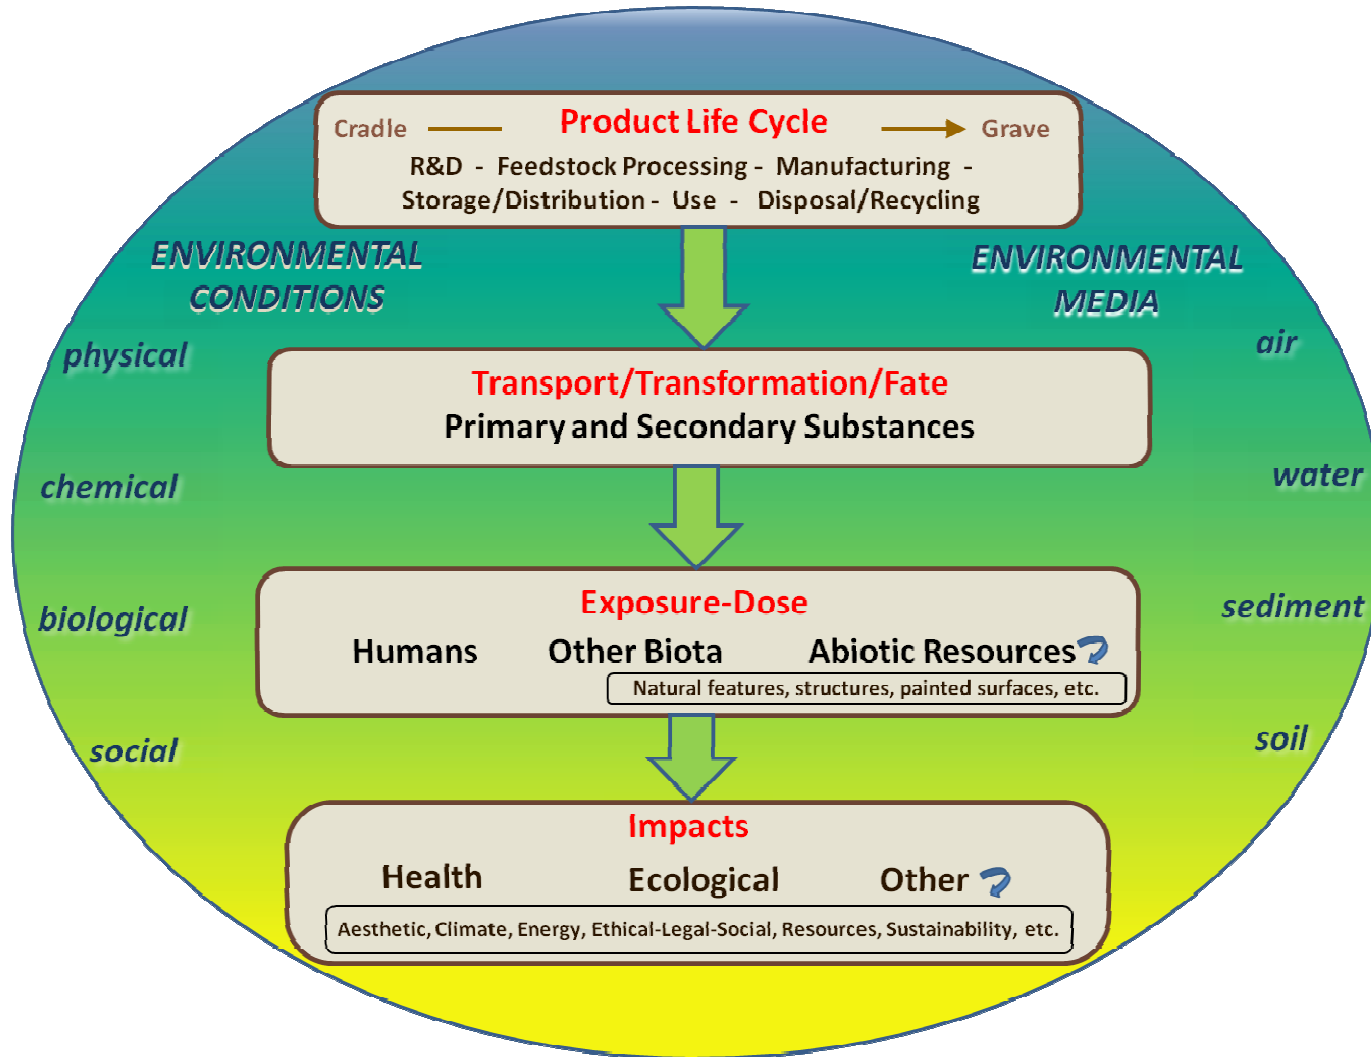 Cradle Product Life Cycle Grave
R&D - Feedstock Processing - Manufacturing -
Storage/Distribution - Use - Disposal/Recycling
ENVIRONMENTAL
CONDITIONS
ENVIRONMENTAL
MEDIA
physical
air
Transport/Transformation/Fate
Primary and Secondary Substances
chemical
water
Exposure-Dose
biological
sediment
Humans Other Biota Abiotic Resources
Natural features, structures, painted surfaces, etc.
social
soil
Impacts
Health Ecological Other
Aesthetic, Climate, Energy, Ethical-Legal-Social, Resources, Sustainability, etc.